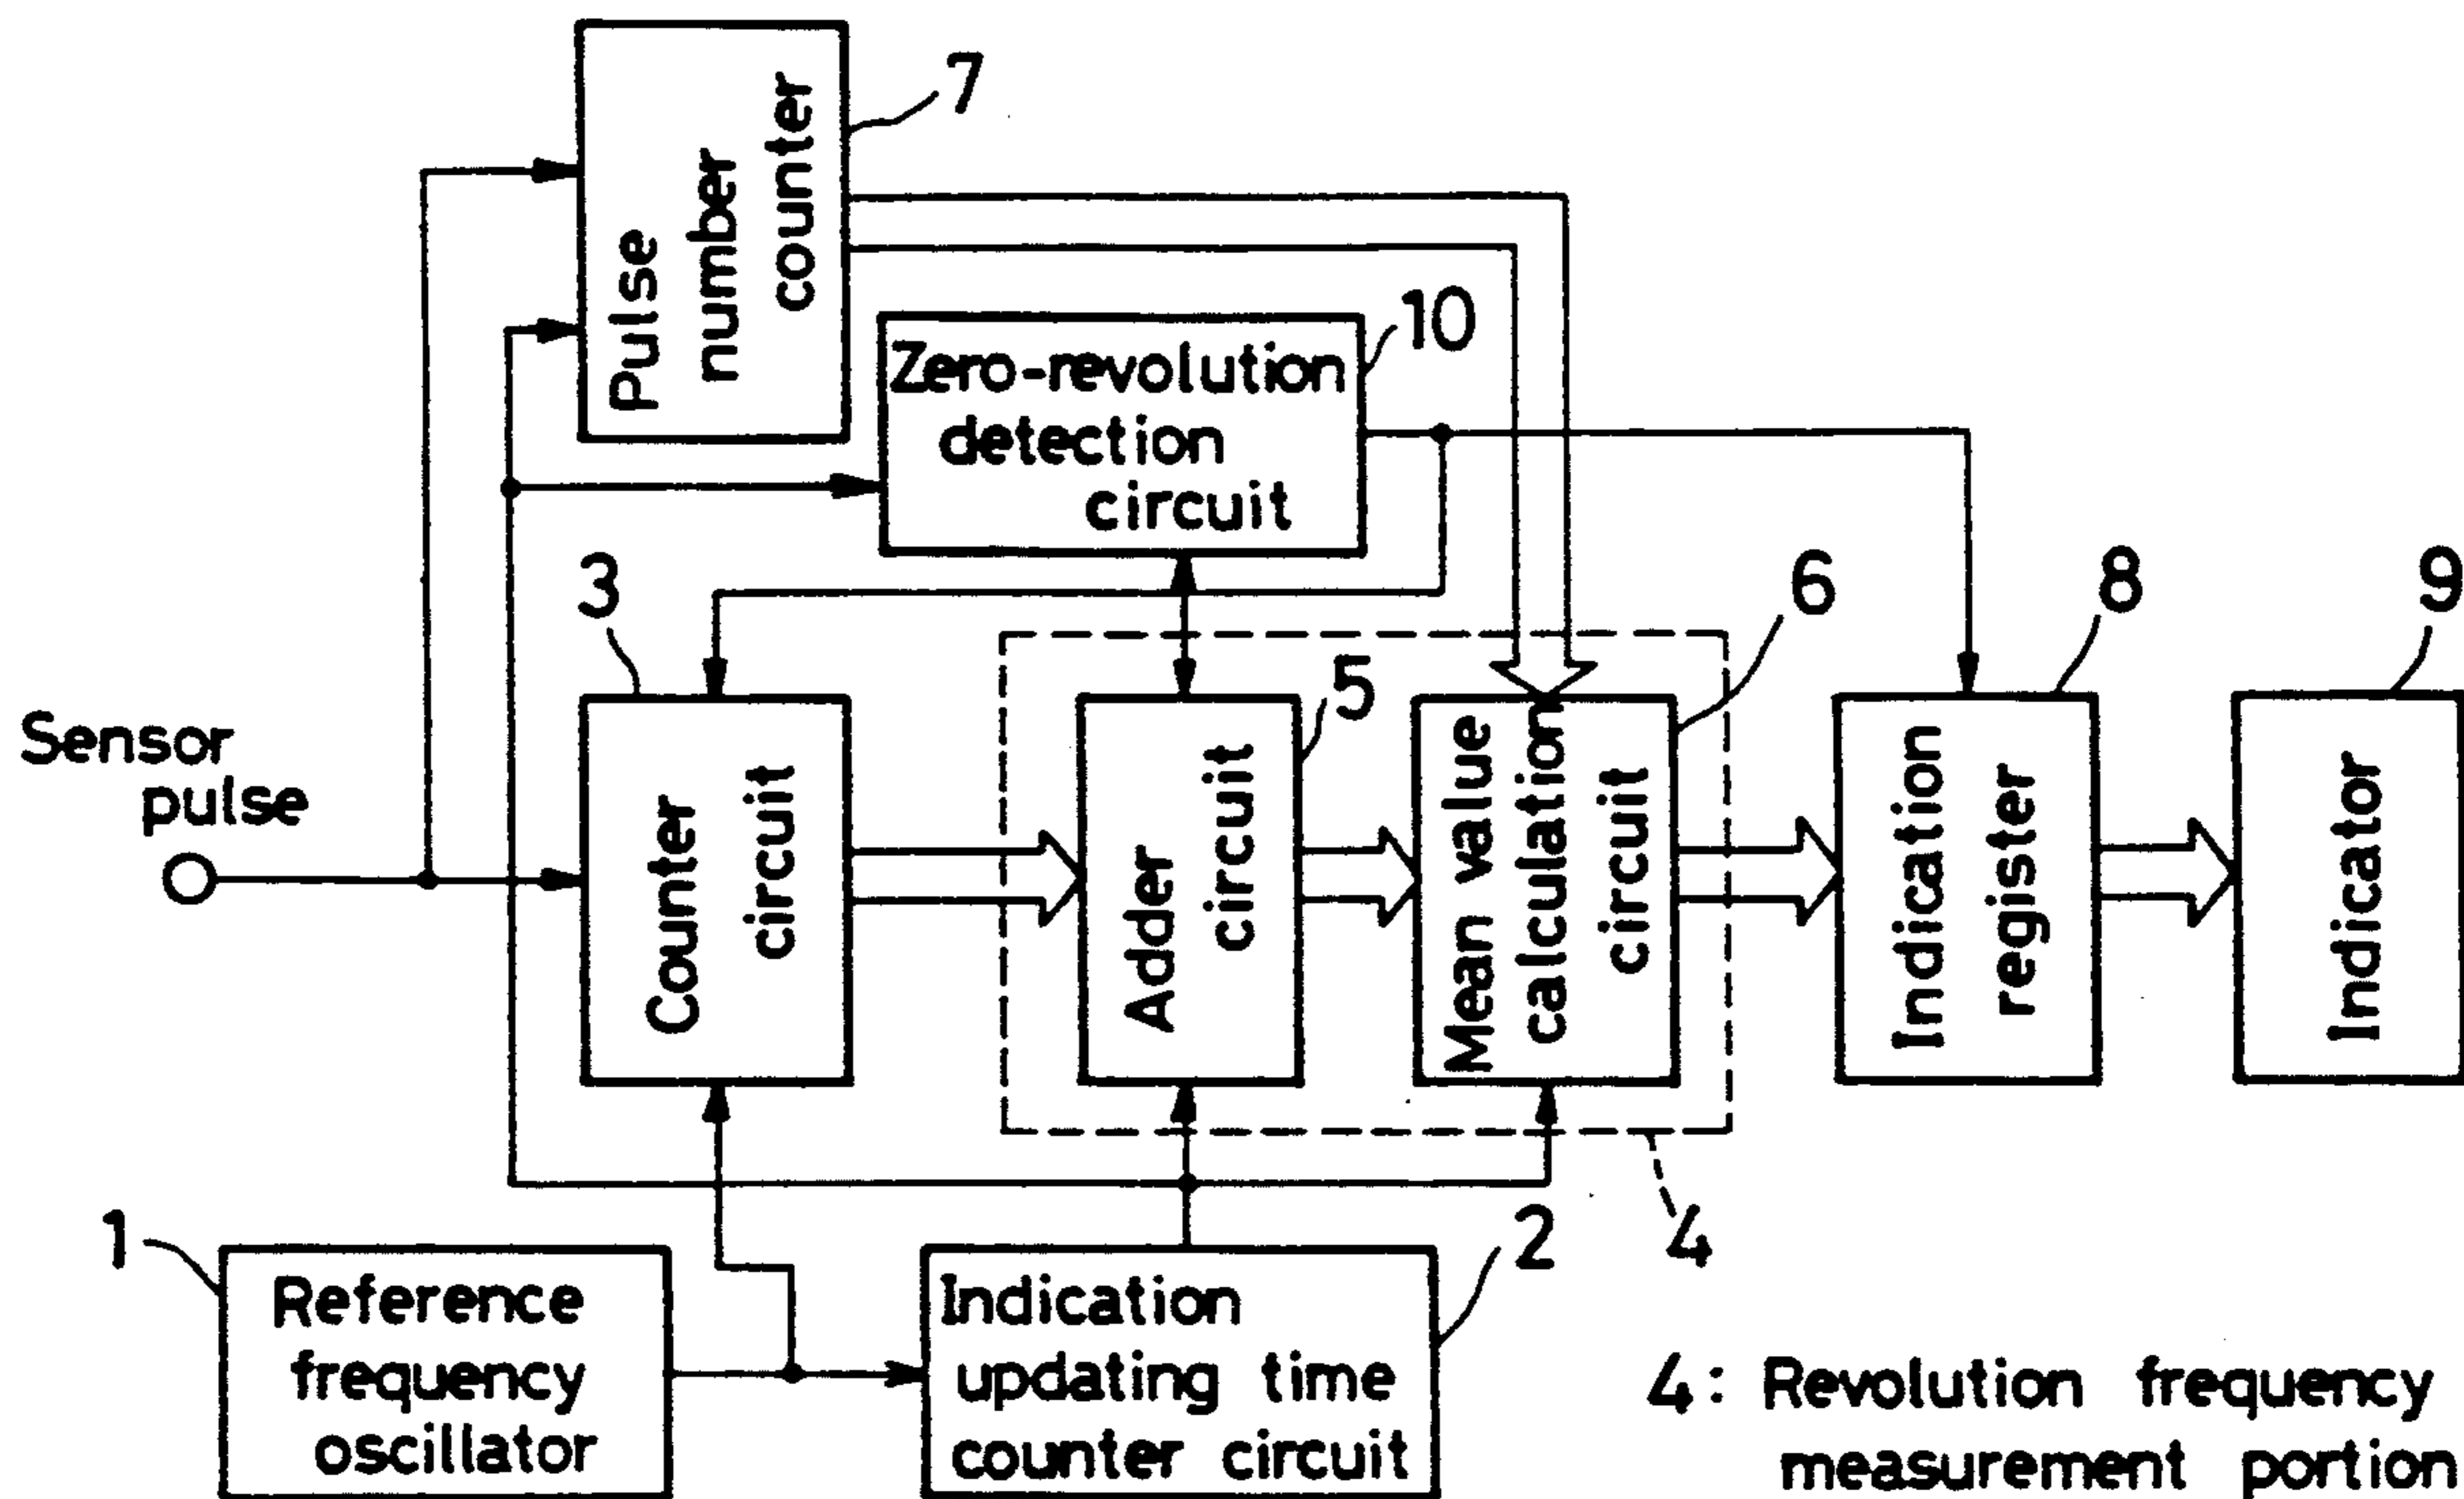 Pulse
number
counter
7
Zero-revolution
detection
circuit
10
3
5
6
8
9
Sensor
pulse
Counter
circuit
Adder
circuit
Mean value
calculation
circuit
Indication
register
Indicator
1
Reference
frequency
oscillator
2
Indication
updating time
counter circuit
4
4: Revolution frequency
measurement portion